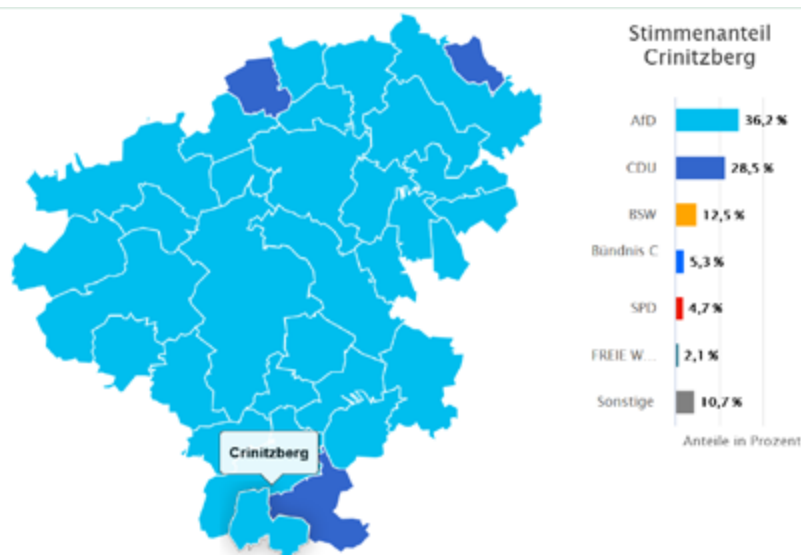 Stimmenanteil
Crinitzberg
AfD 36,2 %
CDU 28,5 %
BSW 12,5 %
Bündnis C 5,3 %
SPD 4,7 %
FREIE W... 2,1 %
Sonstige 10,7 %
Anteile in Prozent
Crinitzberg